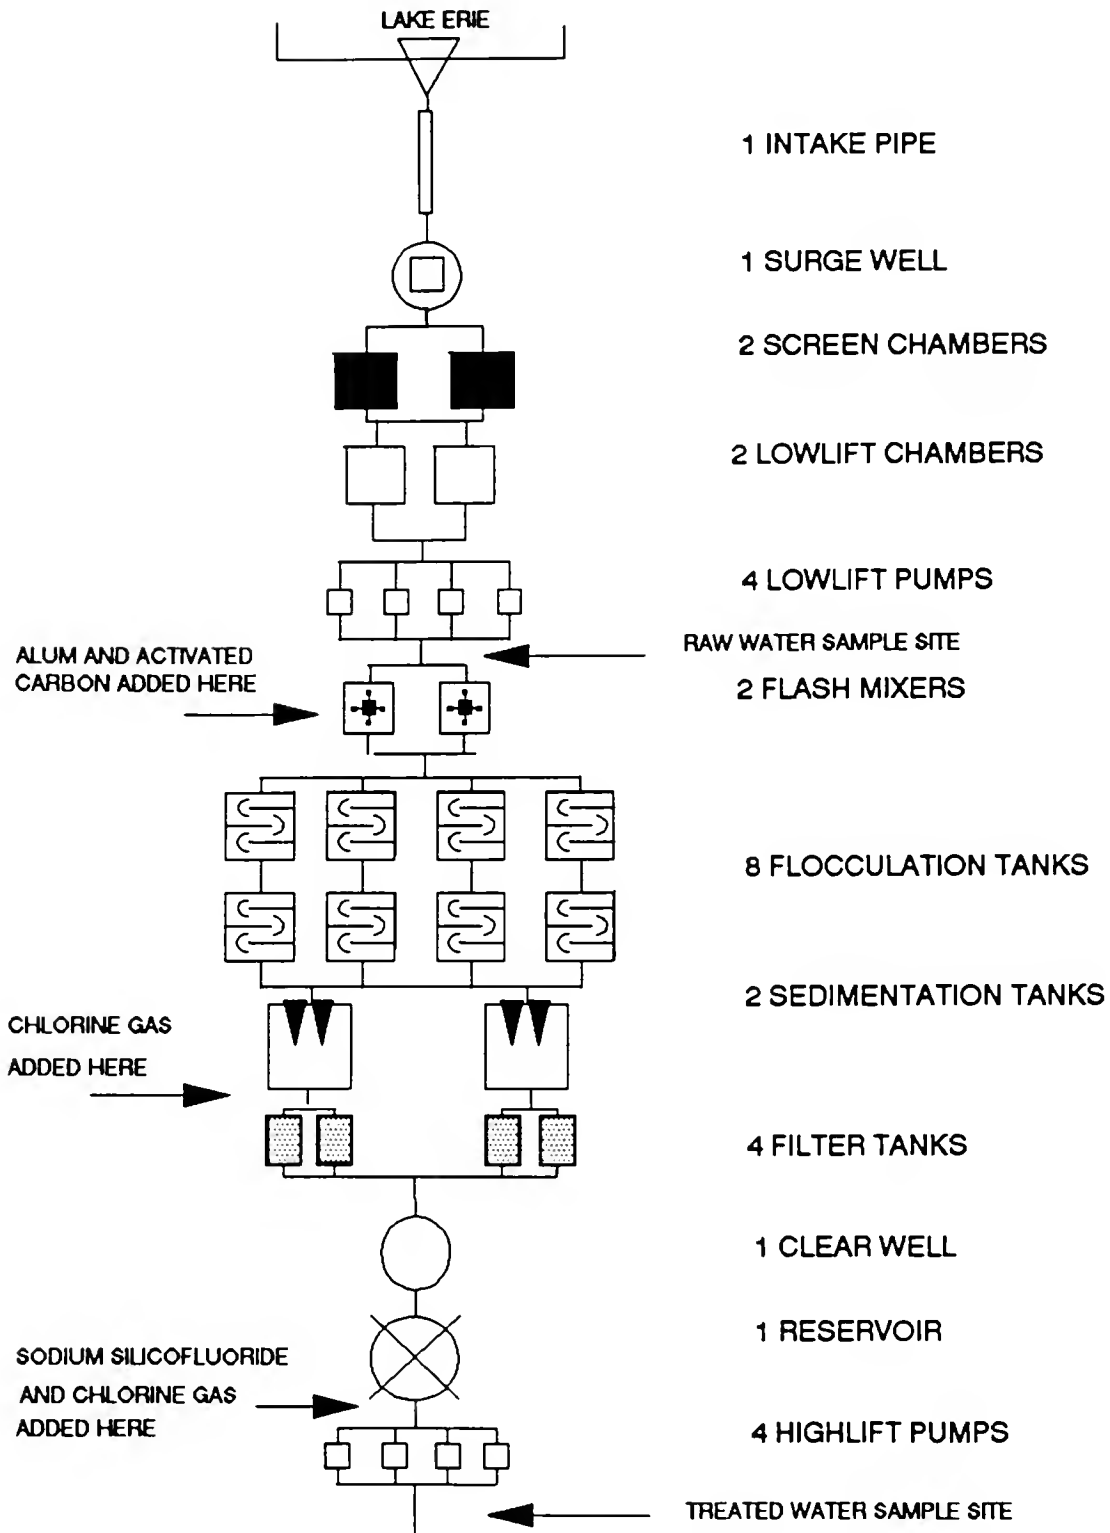 LAKE ERIE
1 INTAKE PIPE
1 SURGE WELL
2 SCREEN CHAMBERS
2 LOWLIFT CHAMBERS
4 LOWLIFT PUMPS
RAW WATER SAMPLE SITE
ALUM AND ACTIVATED
CARBON ADDED HERE
2 FLASH MIXERS
8 FLOCCULATION TANKS
2 SEDIMENTATION TANKS
CHLORINE GAS
ADDED HERE
4 FILTER TANKS
1 CLEAR WELL
1 RESERVOIR
SODIUM SILICOFLUORIDE
AND CHLORINE GAS
ADDED HERE
4 HIGHLIFT PUMPS
TREATED WATER SAMPLE SITE